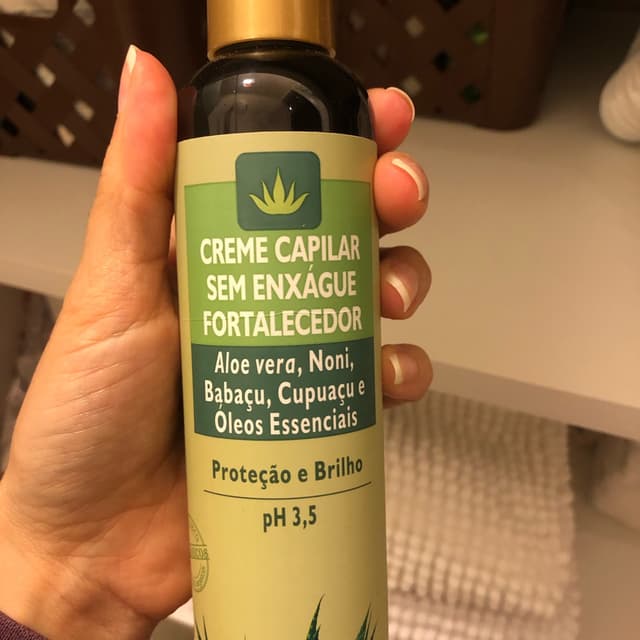 CREME CAPILAR
SEM ENXÁGUE
FORTALECEDOR
Aloe vera, Noni,
Babaçu, Cupuaçu e
Óleos Essenciais
Proteção e Brilho
pH 3,5